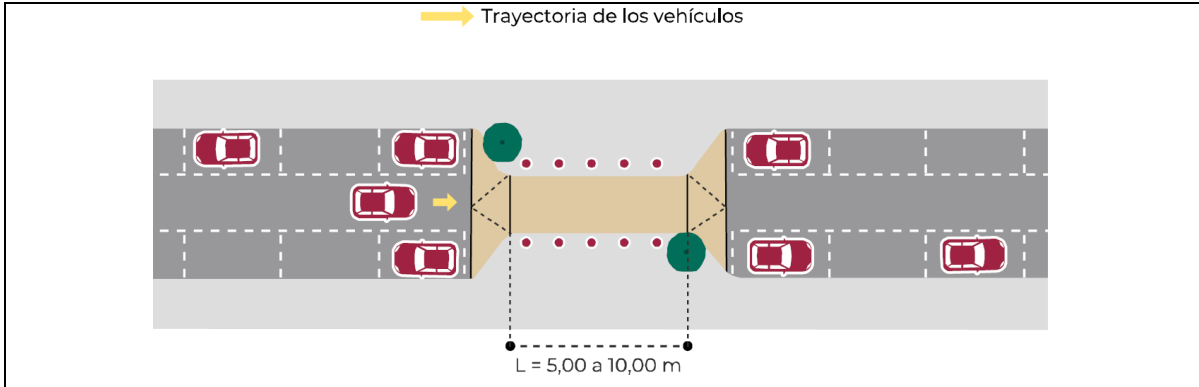 Trayectoria de los vehículos
L = 5,00 a 10,00 m